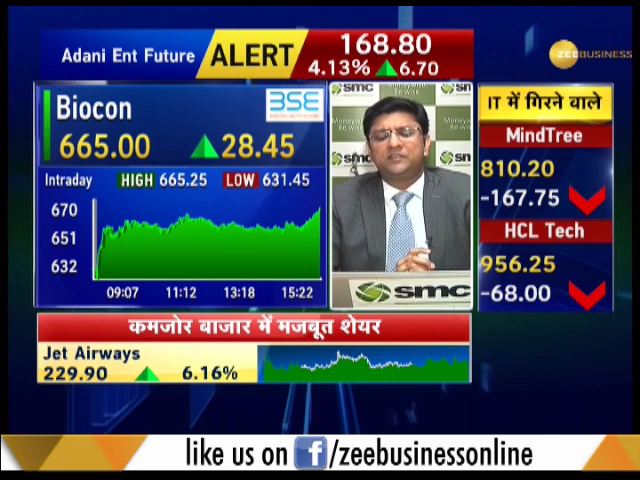 Adani Ent Future
ALERT
168.80
4.13% 6.70
ZEEBUSINESS
Biocon
BSE
665.00 28.45
Intraday HIGH 665.25 LOW 631.45
670
651
632
09:07 11:12 13:18 15:22
smc
Moneywise
Be wise
smc
IT में गिरने वाले
MindTree
810.20
-167.75
HCL Tech
956.25
-68.00
कमजोर बाजार में मजबूत शेयर
Jet Airways
229.90 6.16%
like us on f/zeebusinessonline